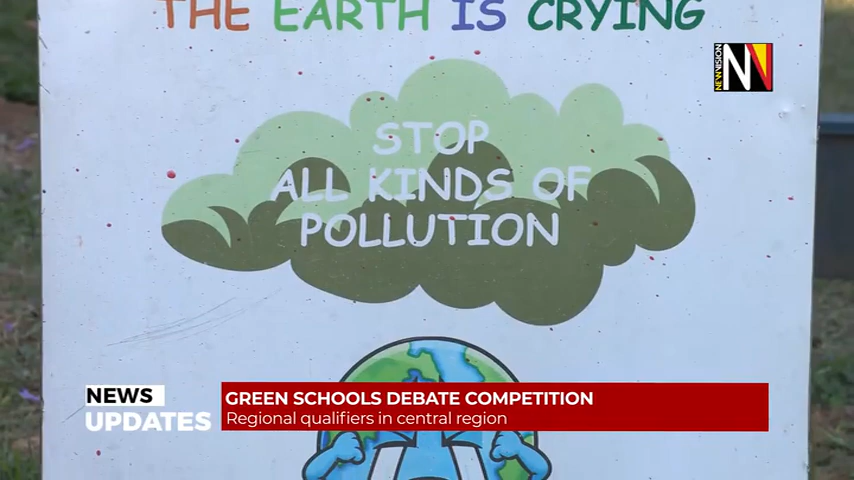 THE EARTH IS CRYING
NEWVISION
N
STOP
ALL KINDS OF
POLLUTION
NEWS
UPDATES
GREEN SCHOOLS DEBATE COMPETITION
Regional qualifiers in central region